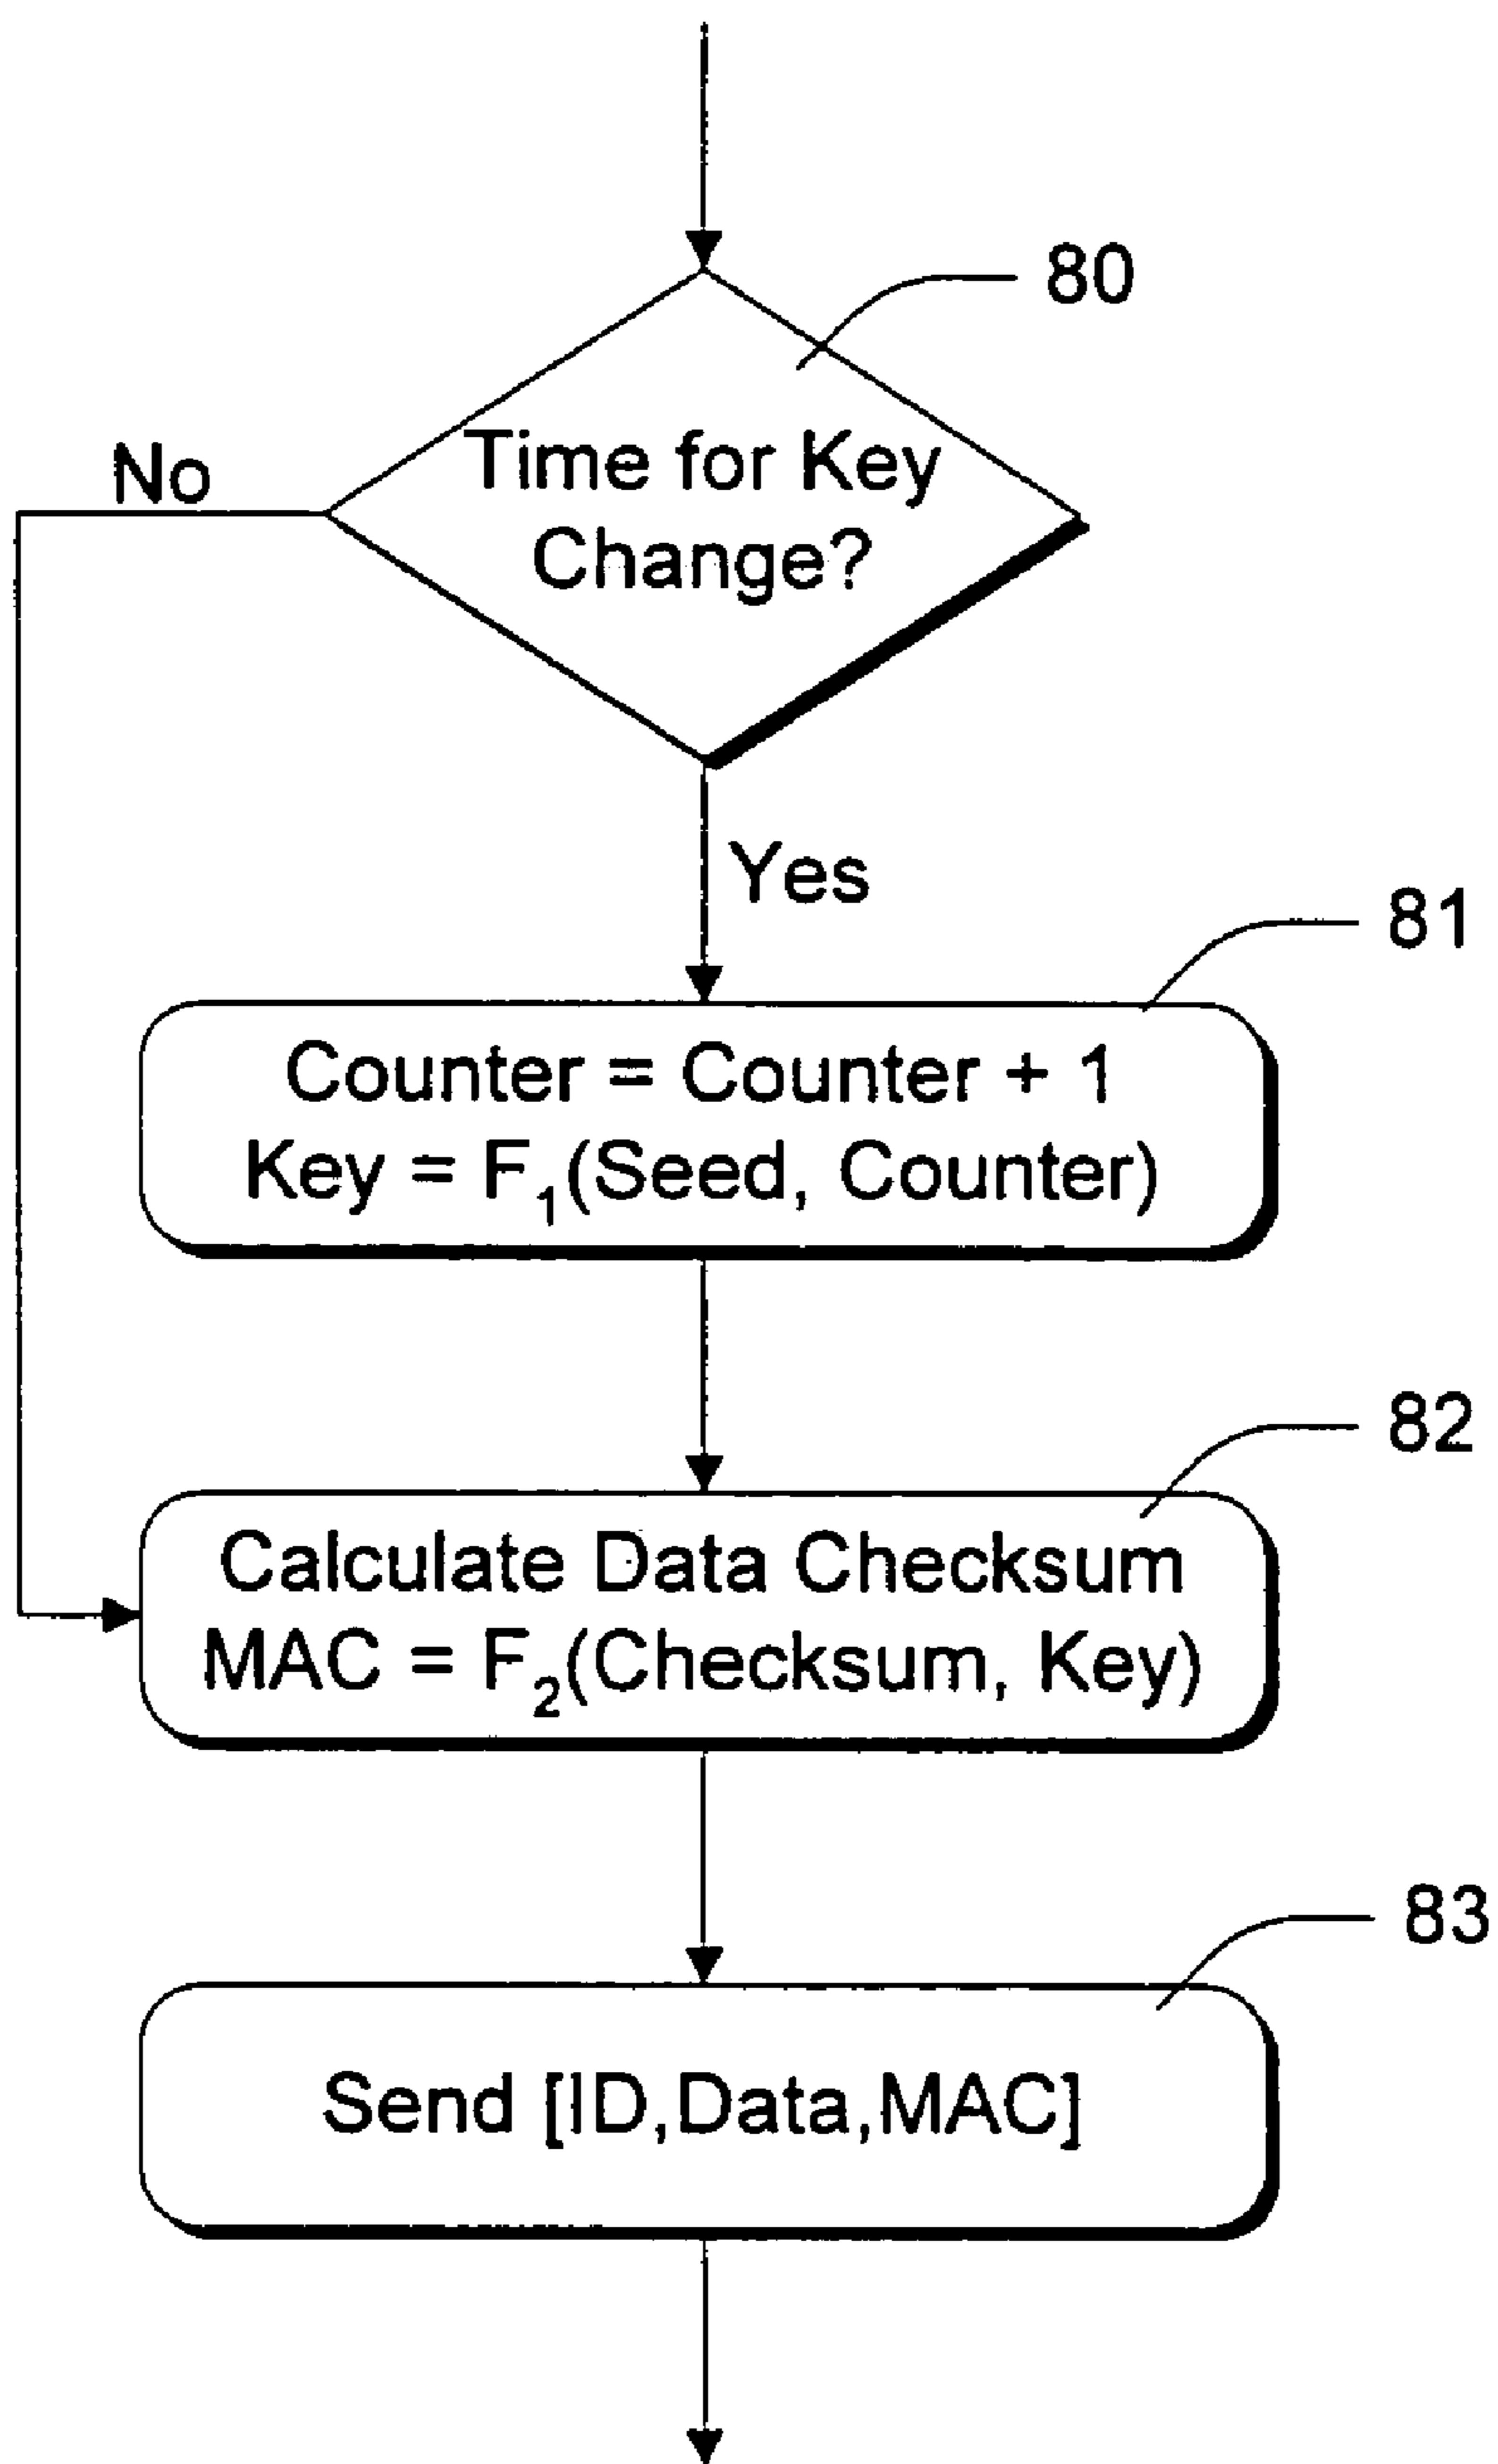 80
Time for Key
Change?
No
Yes
81
Counter = Counter + 1
Key = F₁(Seed, Counter)
82
Calculate Data Checksum
MAC = F₂(Checksum, Key)
83
Send [ID,Data,MAC]